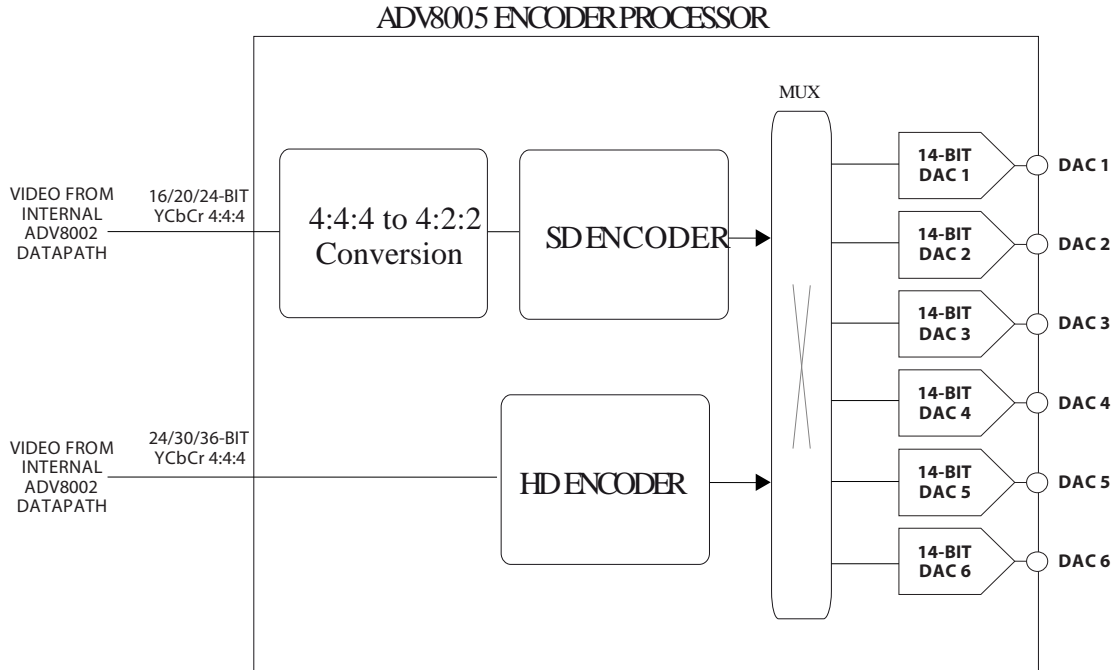 ADV8005 ENCODER PROCESSOR
MUX
VIDEO FROM
INTERNAL
ADV8002
DATAPATH
16/20/24-BIT
YCbCr 4:4:4
4:4:4 to 4:2:2
Conversion
SD ENCODER
14-BIT
DAC 1
DAC 1
14-BIT
DAC 2
DAC 2
14-BIT
DAC 3
DAC 3
14-BIT
DAC 4
DAC 4
VIDEO FROM
INTERNAL
ADV8002
DATAPATH
24/30/36-BIT
YCbCr 4:4:4
HD ENCODER
14-BIT
DAC 5
DAC 5
14-BIT
DAC 6
DAC 6